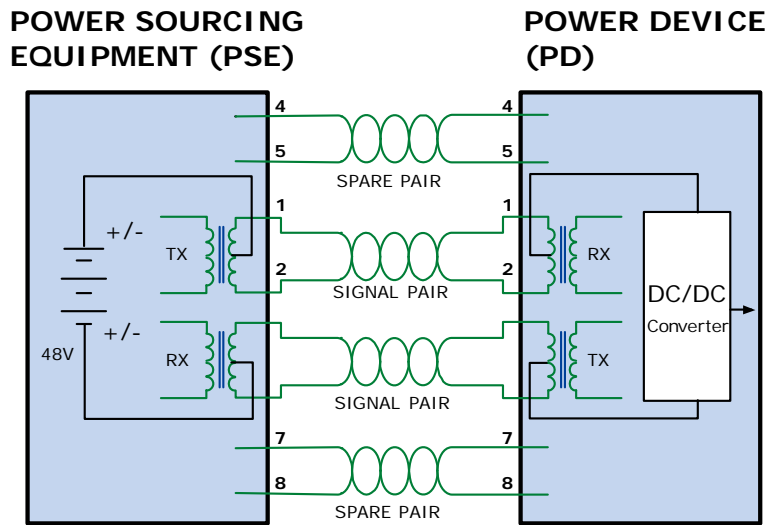 POWER SOURCING
EQUIPMENT (PSE)
POWER DEVICE
(PD)
4
4
5
5
SPARE PAIR
1
1
+/-
TX
RX
2
2
SIGNAL PAIR
DC/DC
Converter
+/-
48V
RX
TX
SIGNAL PAIR
7
7
8
8
SPARE PAIR